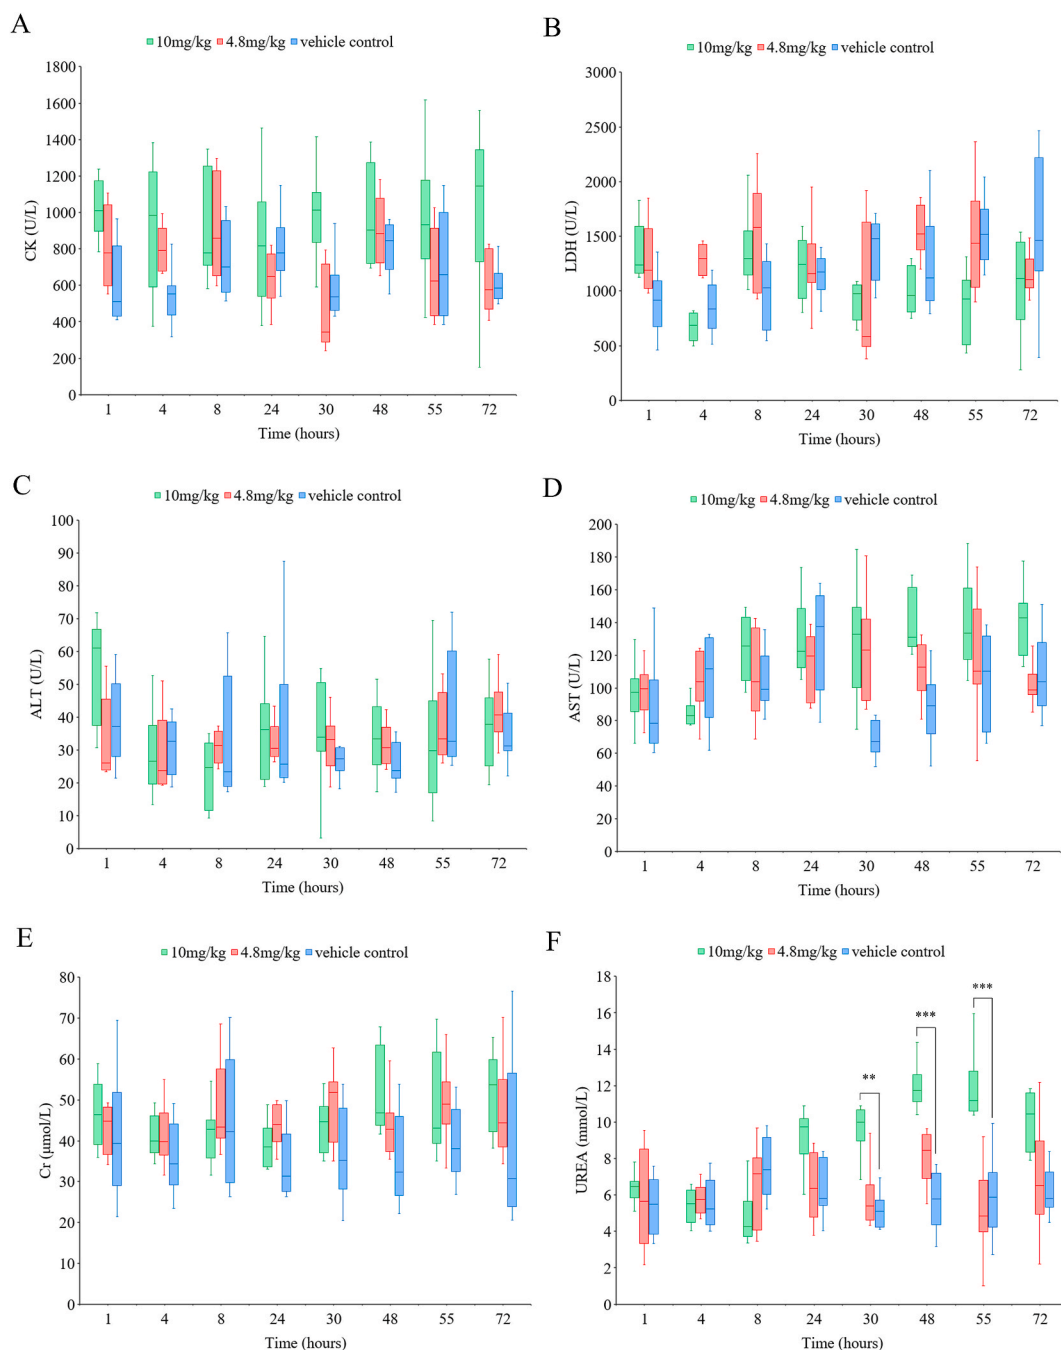 A
10mg/kg 4.8mg/kg vehicle control
CK (U/L)
1800
1600
1400
1200
1000
800
600
400
200
0
1 4 8 24 30 48 55 72
Time (hours)
B
10mg/kg 4.8mg/kg vehicle control
LDH (U/L)
3000
2500
2000
1500
1000
500
0
1 4 8 24 30 48 55 72
Time (hours)
C
10mg/kg 4.8mg/kg vehicle control
ALT (U/L)
100
90
80
70
60
50
40
30
20
10
0
1 4 8 24 30 48 55 72
Time (hours)
D
10mg/kg 4.8mg/kg vehicle control
AST (U/L)
200
180
160
140
120
100
80
60
40
20
0
1 4 8 24 30 48 55 72
Time (hours)
E
10mg/kg 4.8mg/kg vehicle control
Cr (μmol/L)
80
70
60
50
40
30
20
10
0
1 4 8 24 30 48 55 72
Time (hours)
F
10mg/kg 4.8mg/kg vehicle control
UREA (mmol/L)
18
16
14
12
10
8
6
4
2
0
** *** ***
1 4 8 24 30 48 55 72
Time (hours)